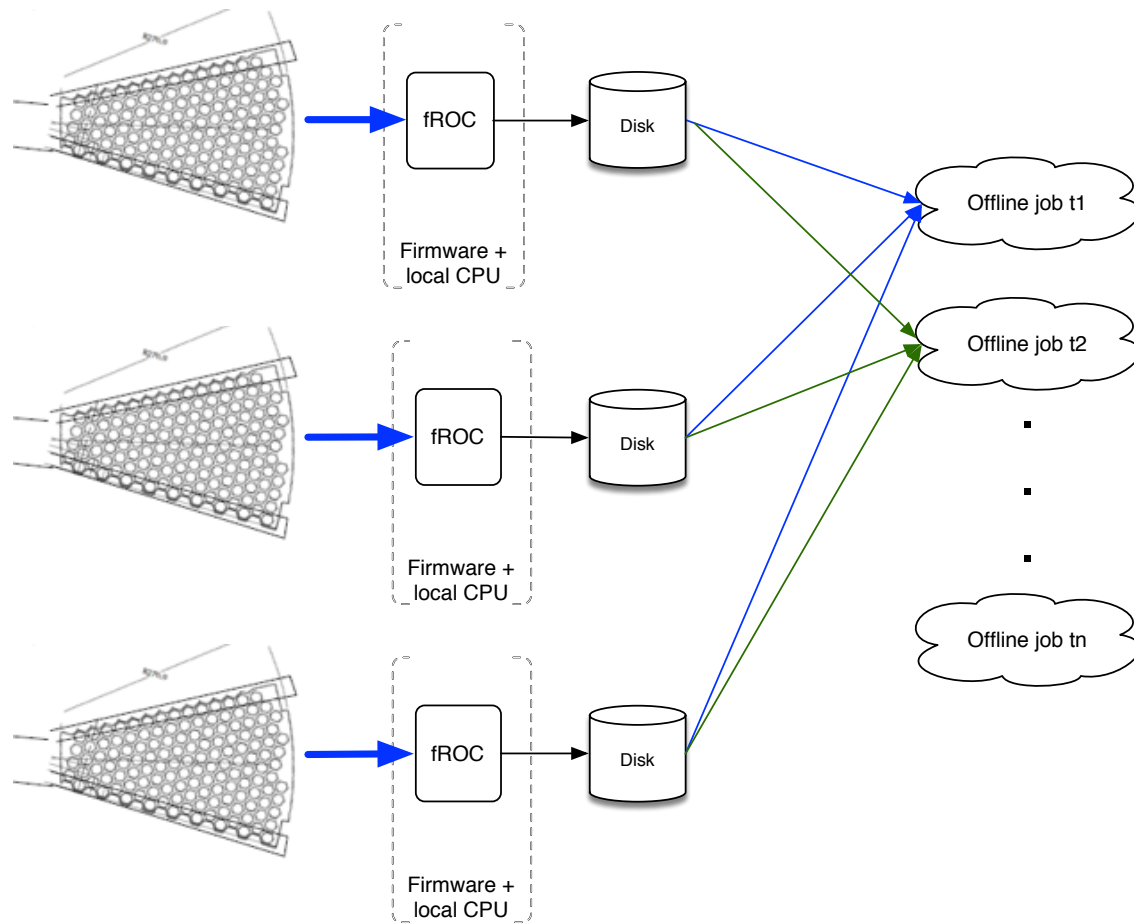 fROC
Disk
Firmware +
local CPU
Offline job t1
fROC
Disk
Firmware +
local CPU
Offline job t2
Offline job tn
fROC
Disk
Firmware +
local CPU